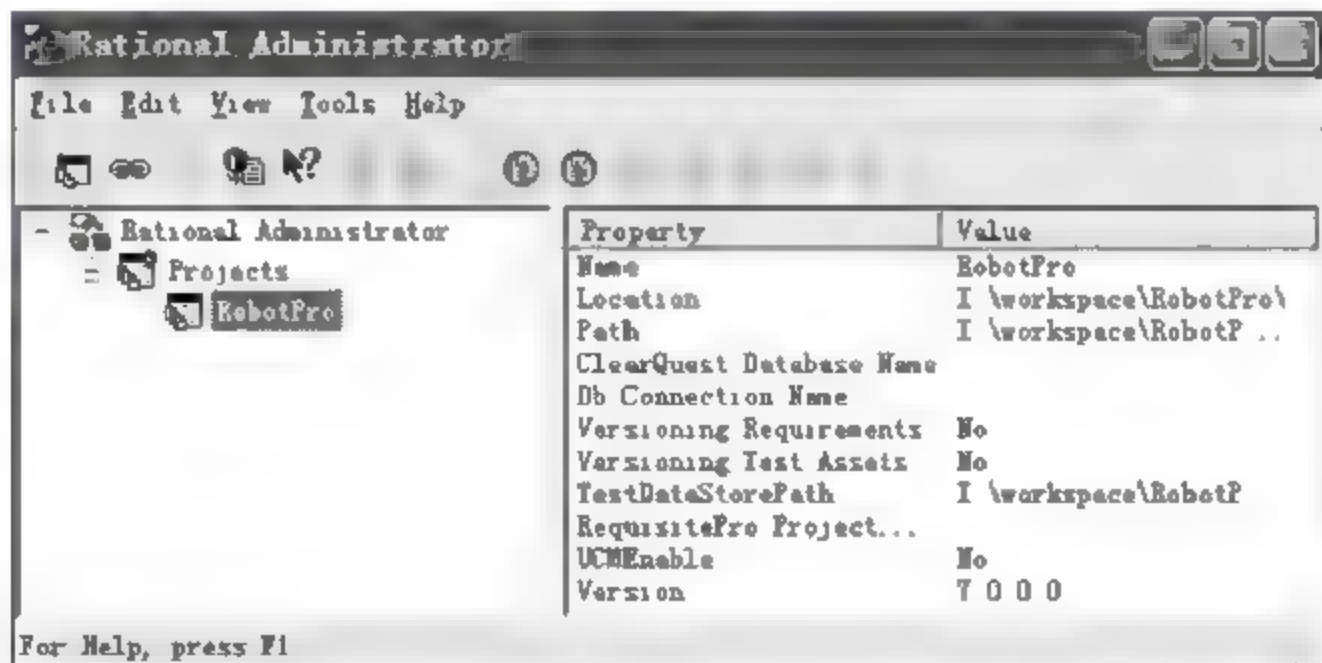 Rational Administrator
File Edit View Tools Help
Rational Administrator
Projects
RobotPro
Property Value
Name RobotPro
Location I \workspace\RobotPro\
Path I \workspace\RobotP ..
ClearQuest Database Name
Db Connection Name
Versioning Requirements No
Versioning Test Assets No
TestDataStorePath I \workspace\RobotP
RequisitePro Project...
UCMEnable No
Version 7 0 0 0
For Help, press F1